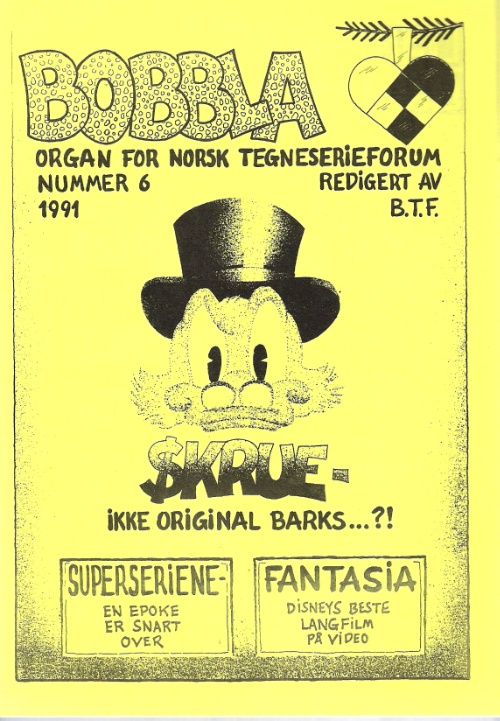 BOBBLA
ORGAN FOR NORSK TEGNESERIEFORUM
NUMMER 6
REDIGERT AV
1991
B.T.F.
$KRUE-
IKKE ORIGINAL BARKS...?!
SUPERSERIENE-
EN EPOKE
ER SNART
OVER
FANTASIA
DISNEYS BESTE
LANGFILM
PÅ VIDEO